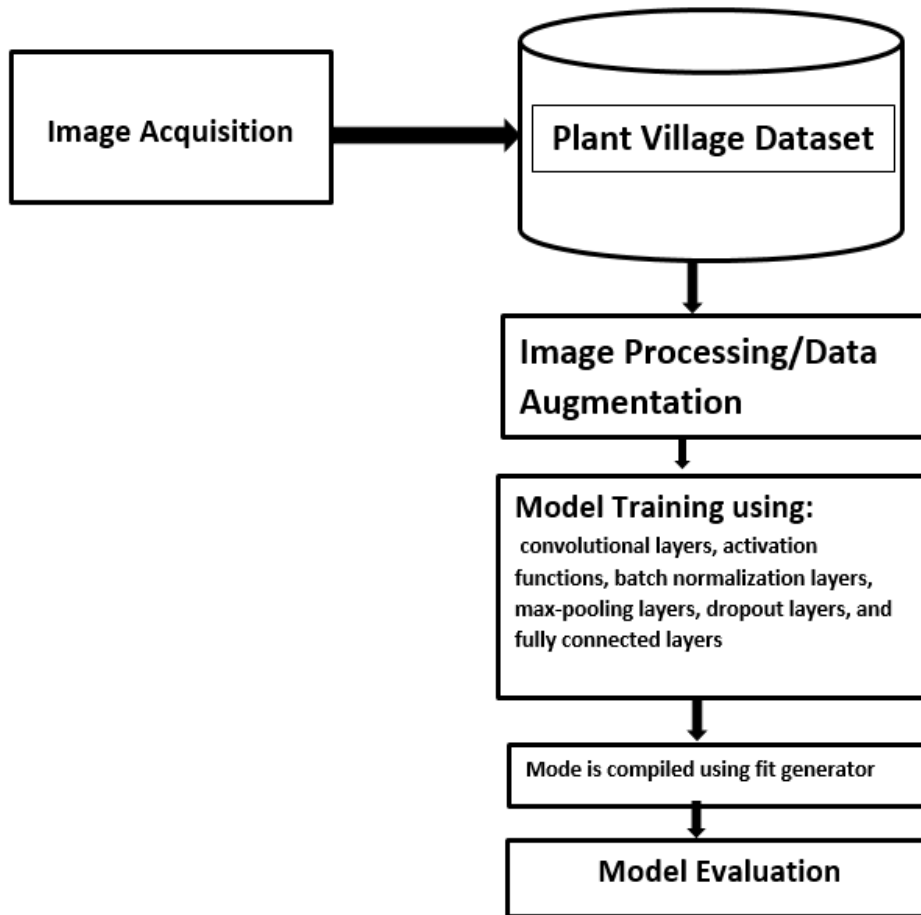 Image Acquisition
Plant Village Dataset
Image Processing/Data
Augmentation
Model Training using:
convolutional layers, activation
functions, batch normalization layers,
max-pooling layers, dropout layers, and
fully connected layers
Mode is compiled using fit generator
Model Evaluation